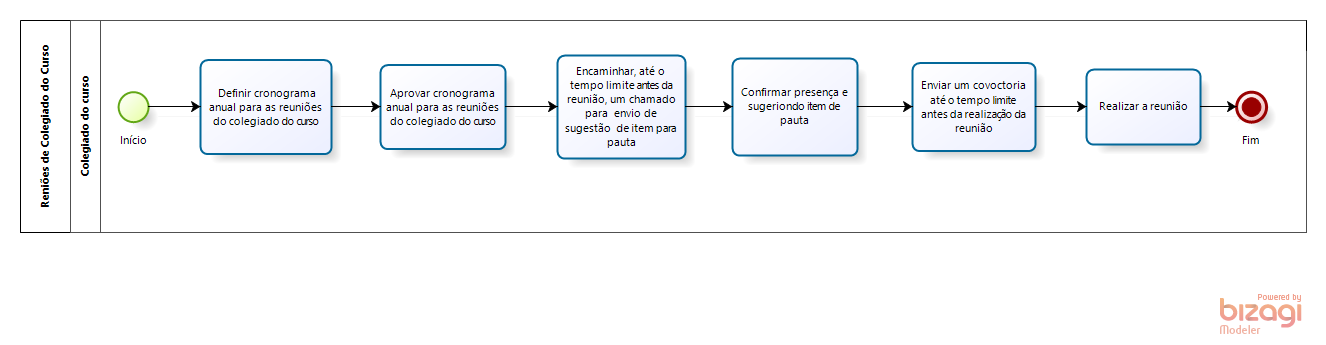 Reniões de Colegiado do Curso
Colegiado do curso
Início
Definir cronograma
anual para as reuniões
do colegiado do curso
Aprovar cronograma
anual para as reuniões
do colegiado do curso
Encaminhar, até o
tempo limite antes da
reunião, um chamado
para envio de
sugestão de item para
pauta
Confirmar presença e
sugeriondo item de
pauta
Enviar um covoctoria
até o tempo limite
antes da realização da
reunião
Realizar a reunião
Fim
Powered by
bizagi
Modeler